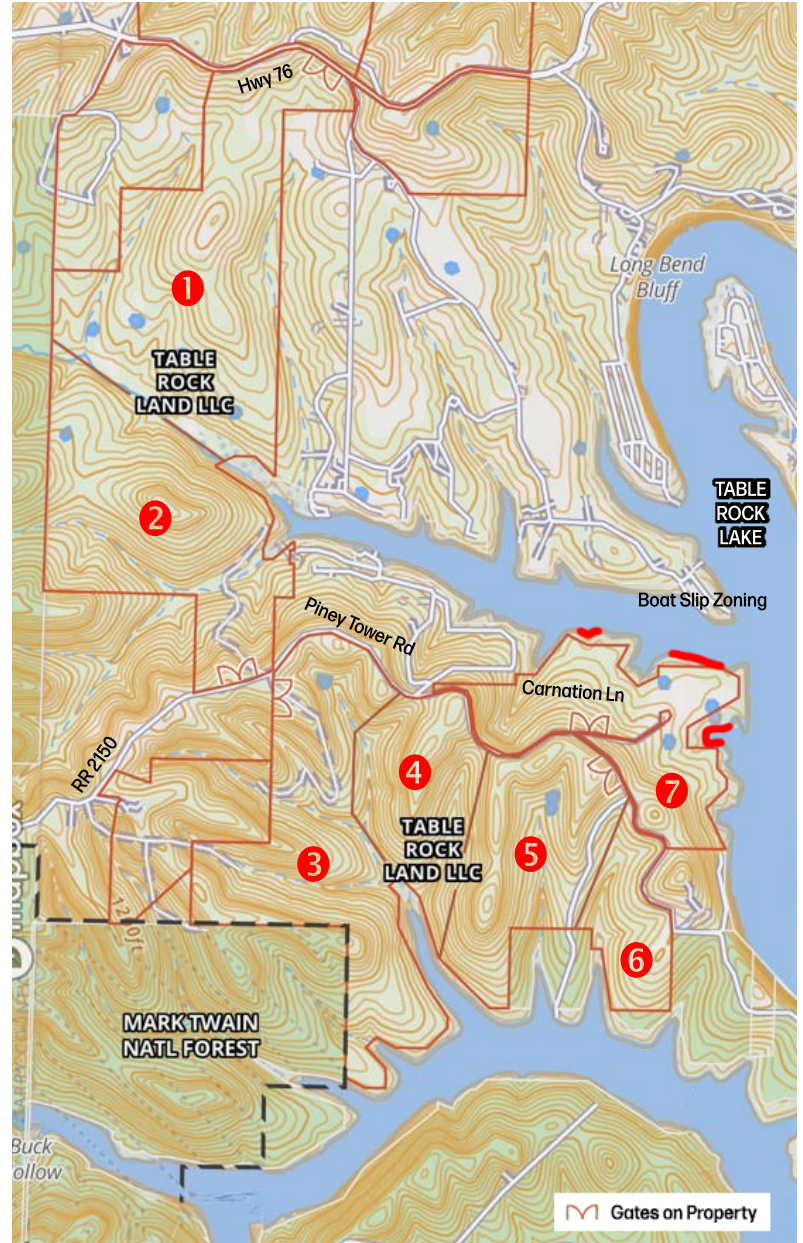 Hwy 76
Long Bend
Bluff
1
TABLE
ROCK
LAND LLC
TABLE
ROCK
LAKE
2
Boat Slip Zoning
Piney Tower Rd
Carnation Ln
RR 2150
4
7
TABLE
ROCK
LAND LLC
3
5
6
mapbox
MARK TWAIN
NATL FOREST
Buck
ollow
Gates on Property